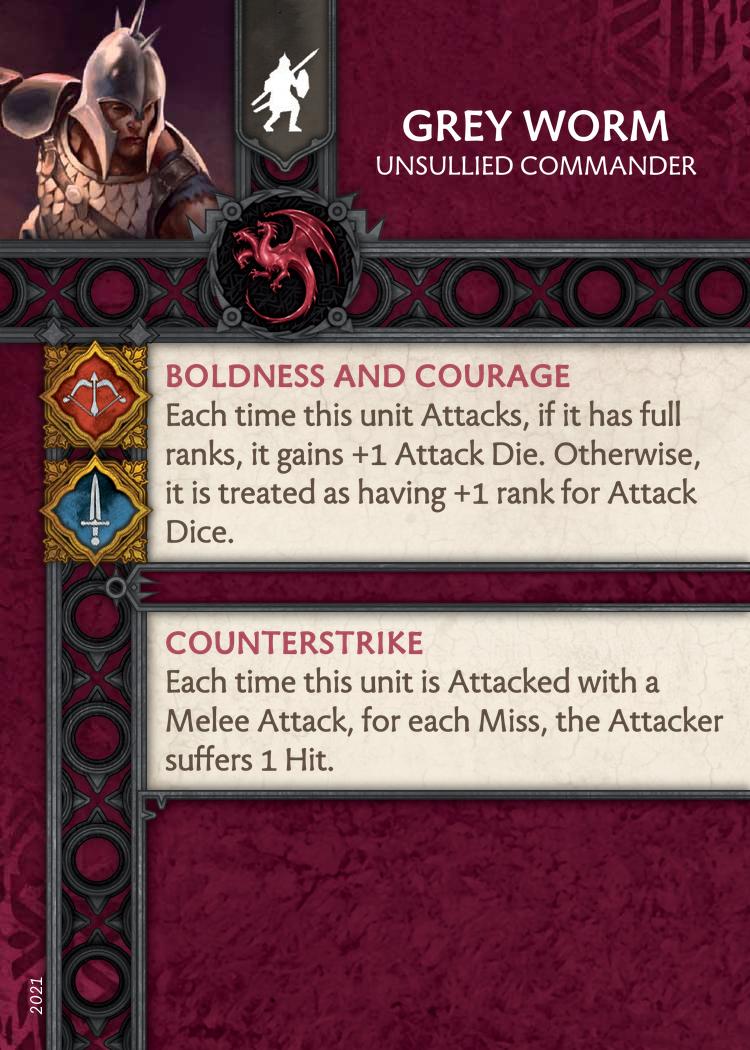 GREY WORM
UNSULLIED COMMANDER
BOLDNESS AND COURAGE
Each time this unit Attacks, if it has full
ranks, it gains +1 Attack Die. Otherwise,
it is treated as having +1 rank for Attack
Dice.
COUNTERSTRIKE
Each time this unit is Attacked with a
Melee Attack, for each Miss, the Attacker
suffers 1 Hit.
2021